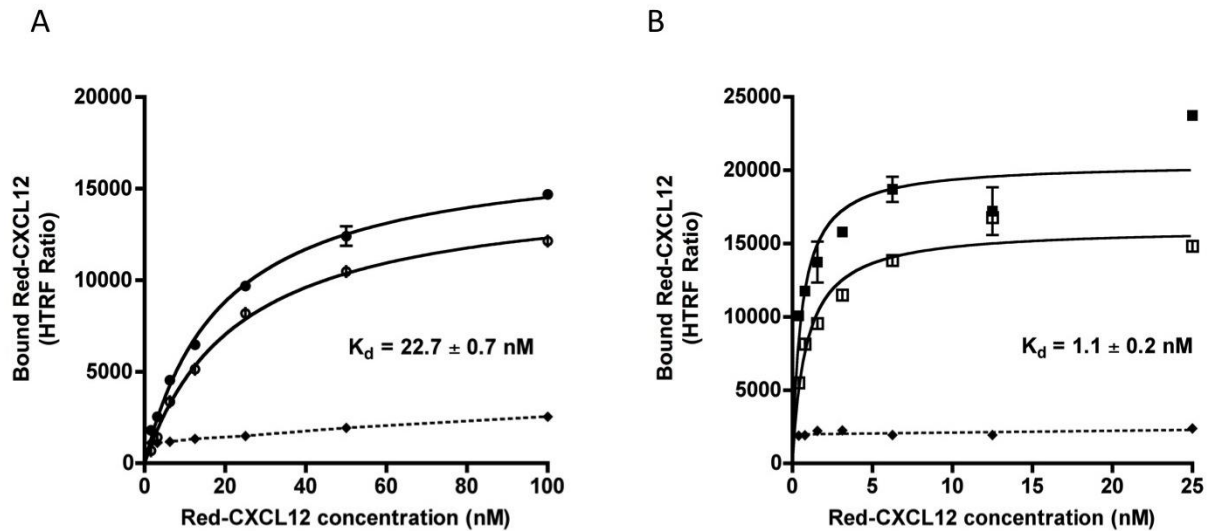 A
Bound Red-CXCL12
(HTRF Ratio)
20000
15000
10000
5000
0
K_d = 22.7 ± 0.7 nM
0 20 40 60 80 100
Red-CXCL12 concentration (nM)
B
Bound Red-CXCL12
(HTRF Ratio)
25000
20000
15000
10000
5000
0
K_d = 1.1 ± 0.2 nM
0 5 10 15 20 25
Red-CXCL12 concentration (nM)